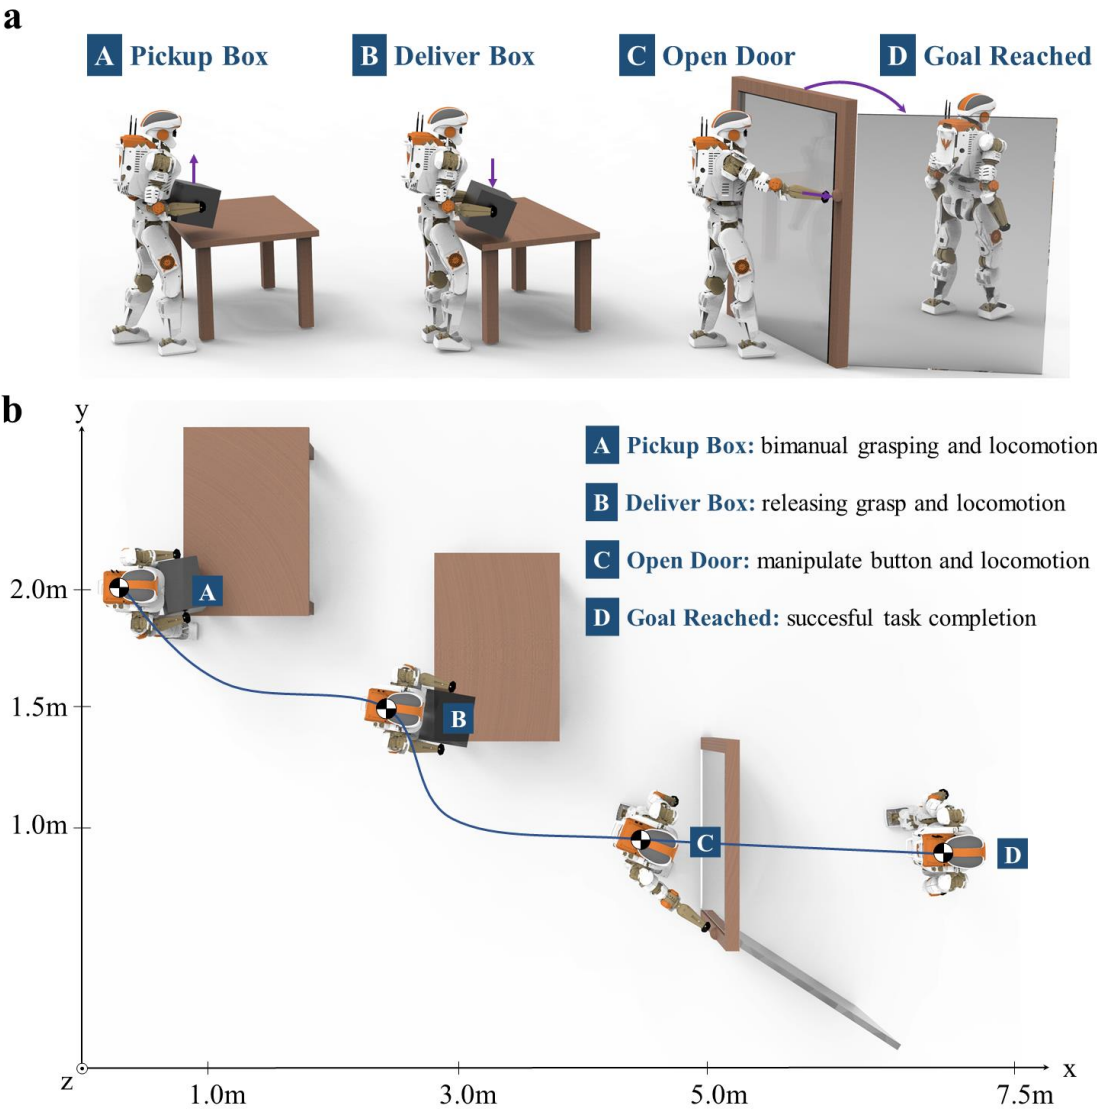 a
A Pickup Box
B Deliver Box
C Open Door
D Goal Reached
b
y
A Pickup Box: bimanual grasping and locomotion
B Deliver Box: releasing grasp and locomotion
C Open Door: manipulate button and locomotion
D Goal Reached: succesful task completion
2.0m
A
1.5m
B
1.0m
C
D
z
x
1.0m
3.0m
5.0m
7.5m